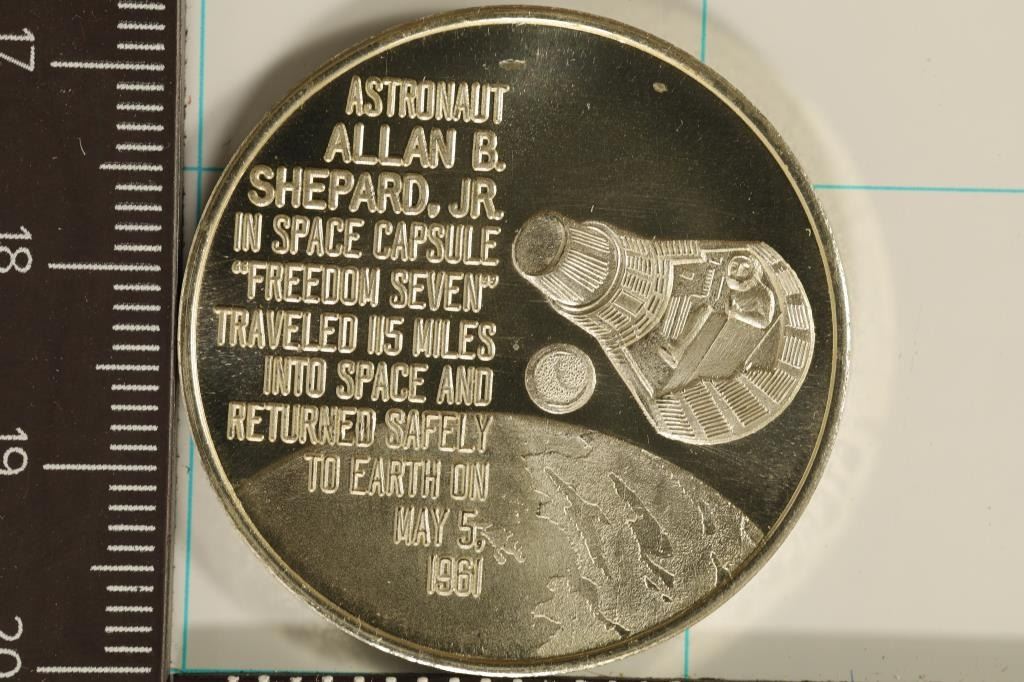 ASTRONAUT
ALLAN B.
SHEPARD, JR.
IN SPACE CAPSULE
"FREEDOM SEVEN"
TRAVELED 115 MILES
INTO SPACE AND
RETURNED SAFELY
TO EARTH ON
MAY 5,
1961
17
18
19
20